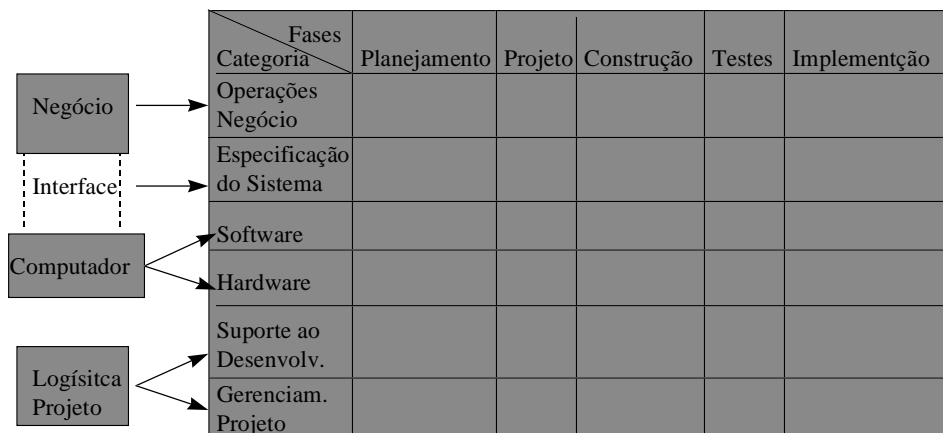 Fases
Categoria
Planejamento
Projeto
Construção
Testes
Implementção
Negócio
Operações
Negócio
Interface
Especificação
do Sistema
Computador
Software
Hardware
Logísitca
Projeto
Suporte ao
Desenvolv.
Gerenciam.
Projeto